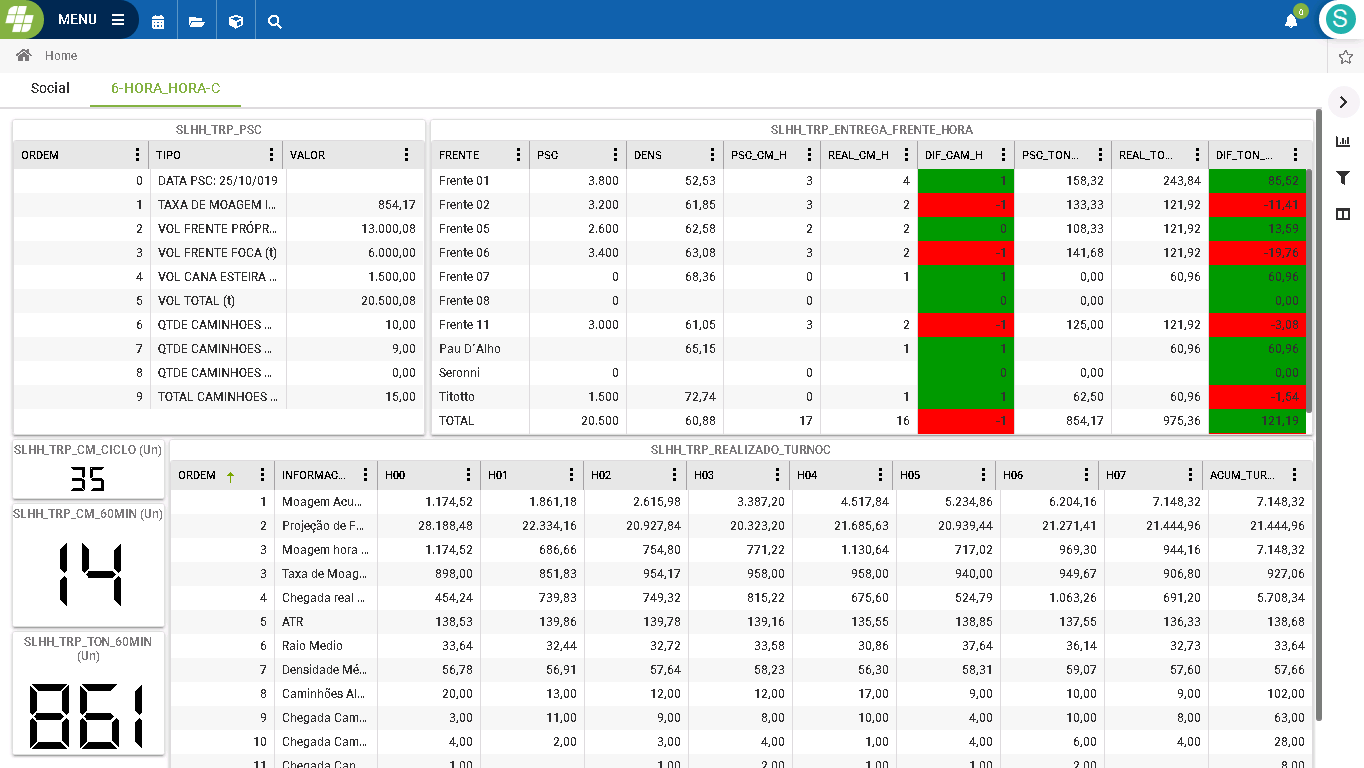 MENU
0
S
Home
Social 6-HORA_HORA-C
SLHH_TRP_PSC
ORDEM TIPO VALOR
0 DATA PSC: 25/10/019
1 TAXA DE MOAGEM I... 854,17
2 VOL FRENTE PRÓPR... 13.000,08
3 VOL FRENTE FOCA (t) 6.000,00
4 VOL CANA ESTEIRA ... 1.500,00
5 VOL TOTAL (t) 20.500,08
6 QTDE CAMINHOES ... 10,00
7 QTDE CAMINHOES ... 9,00
8 QTDE CAMINHOES ... 0,00
9 TOTAL CAMINHOES ... 15,00
SLHH_TRP_ENTREGA_FRENTE_HORA
FRENTE PSC DENS PSC_CM_H REAL_CM_H DIF_CAM_H PSC_TON... REAL_TO... DIF_TON_...
Frente 01 3.800 52,53 3 4 1 158,32 243,84 85,52
Frente 02 3.200 61,85 3 2 -1 133,33 121,92 -11,41
Frente 05 2.600 62,58 2 2 0 108,33 121,92 13,59
Frente 06 3.400 63,08 3 2 -1 141,68 121,92 -19,76
Frente 07 0 68,36 0 1 1 0,00 60,96 60,96
Frente 08 0 0 0 0,00 0,00
Frente 11 3.000 61,05 3 2 -1 125,00 121,92 -3,08
Pau D´Alho 65,15 1 1 60,96 60,96
Seronni 0 0 0 0,00 0,00
Titotto 1.500 72,74 0 1 1 62,50 60,96 -1,54
TOTAL 20.500 60,88 17 16 -1 854,17 975,36 121,19
SLHH_TRP_CM_CICLO (Un)
35
SLHH_TRP_CM_60MIN (Un)
14
SLHH_TRP_TON_60MIN
(Un)
861
SLHH_TRP_REALIZADO_TURNOC
ORDEM INFORMAC... H00 H01 H02 H03 H04 H05 H06 H07 ACUM_TUR...
1 Moagem Acu... 1.174,52 1.861,18 2.615,98 3.387,20 4.517,84 5.234,86 6.204,16 7.148,32 7.148,32
2 Projeção de F... 28.188,48 22.334,16 20.927,84 20.323,20 21.685,63 20.939,44 21.271,41 21.444,96 21.444,96
3 Moagem hora ... 1.174,52 686,66 754,80 771,22 1.130,64 717,02 969,30 944,16 7.148,32
3 Taxa de Moag... 898,00 851,83 954,17 958,00 958,00 940,00 949,67 906,80 927,06
4 Chegada real ... 454,24 739,83 749,32 815,22 675,60 524,79 1.063,26 691,20 5.708,34
5 ATR 138,53 139,86 139,78 139,16 135,55 138,85 137,55 136,33 138,68
6 Raio Medio 33,64 32,44 32,72 33,58 30,86 37,64 36,14 32,73 33,64
7 Densidade Mé... 56,78 56,91 57,64 58,23 56,30 58,31 59,07 57,60 57,66
8 Caminhões Al... 20,00 13,00 12,00 12,00 17,00 9,00 10,00 9,00 102,00
9 Chegada Cam... 3,00 11,00 9,00 8,00 10,00 4,00 10,00 8,00 63,00
10 Chegada Cam... 4,00 2,00 3,00 4,00 1,00 4,00 6,00 4,00 28,00
11 Chegada Can... 1,00 1,00 2,00 1,00 1,00 2,00 8,00